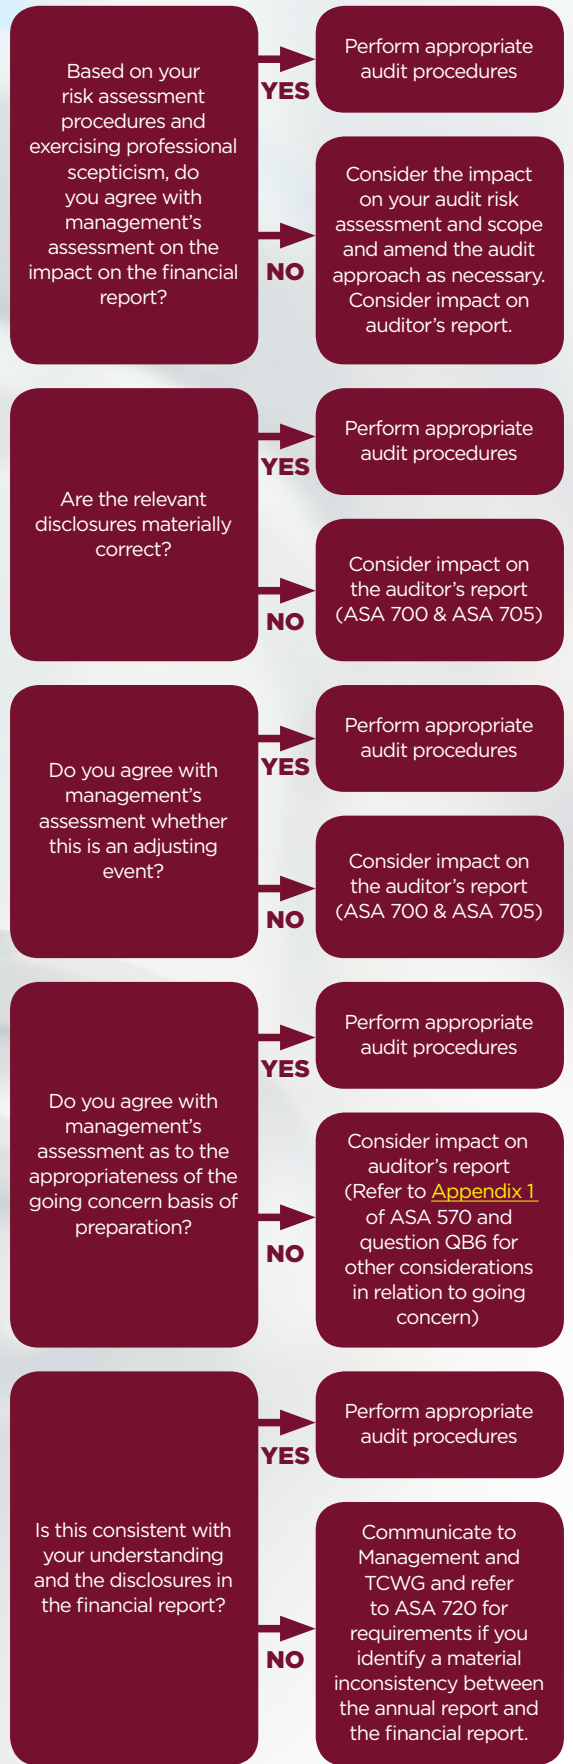 Based on your
risk assessment
procedures and
exercising professional
scepticism, do
you agree with
management's
assessment on the
impact on the financial
report?
YES
Perform appropriate
audit procedures
NO
Consider the impact
on your audit risk
assessment and scope
and amend the audit
approach as necessary.
Consider impact on
auditor's report.
Are the relevant
disclosures materially
correct?
YES
Perform appropriate
audit procedures
NO
Consider impact on
the auditor's report
(ASA 700 & ASA 705)
Do you agree with
management's
assessment whether
this is an adjusting
event?
YES
Perform appropriate
audit procedures
NO
Consider impact on
the auditor's report
(ASA 700 & ASA 705)
Do you agree with
management's
assessment as to the
appropriateness of the
going concern basis of
preparation?
YES
Perform appropriate
audit procedures
NO
Consider impact on
auditor's report
(Refer to Appendix 1
of ASA 570 and
question QB6 for
other considerations
in relation to going
concern)
Is this consistent with
your understanding
and the disclosures in
the financial report?
YES
Perform appropriate
audit procedures
NO
Communicate to
Management and
TCWG and refer
to ASA 720 for
requirements if you
identify a material
inconsistency between
the annual report and
the financial report.